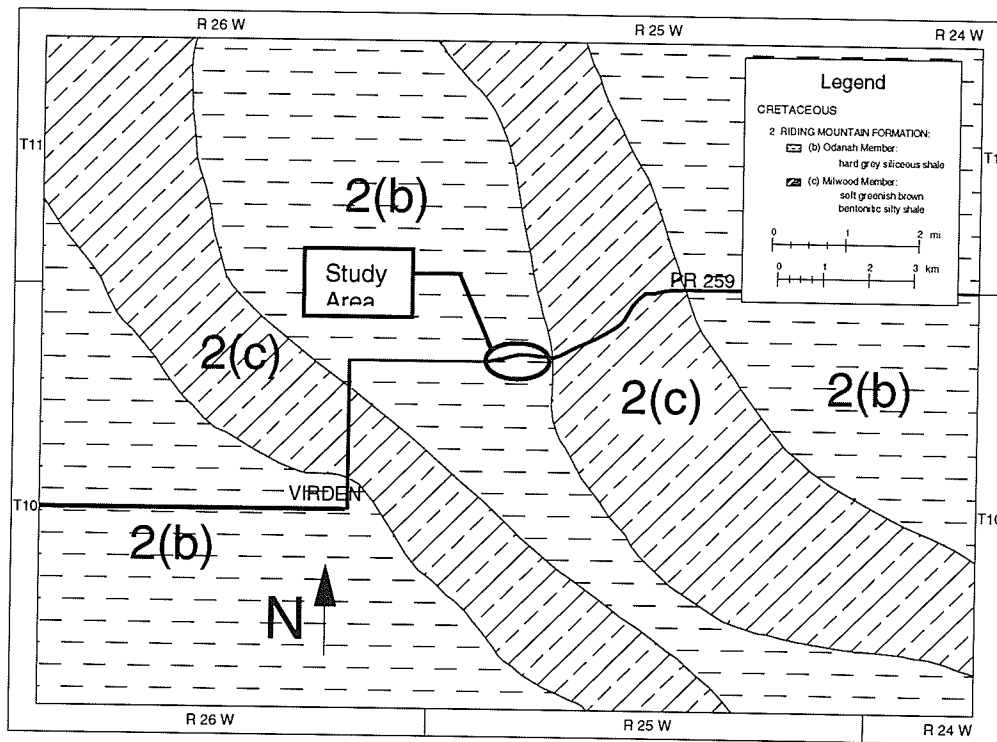 R 26 W
R 25 W
R 24 W
Legend
CRETACEOUS
2 RIDING MOUNTAIN FORMATION:
(b) Odanah Member:
hard grey siliceous shale
(c) Milwood Member:
soft greenish brown
bentonitic silty shale
0 1 2 mi
0 1 2 3 km
T11
T1
2(b)
Study
Area
PR 259
2(c)
2(c)
2(b)
VIRDEN
T10
T10
2(b)
N
R 26 W
R 25 W
R 24 W